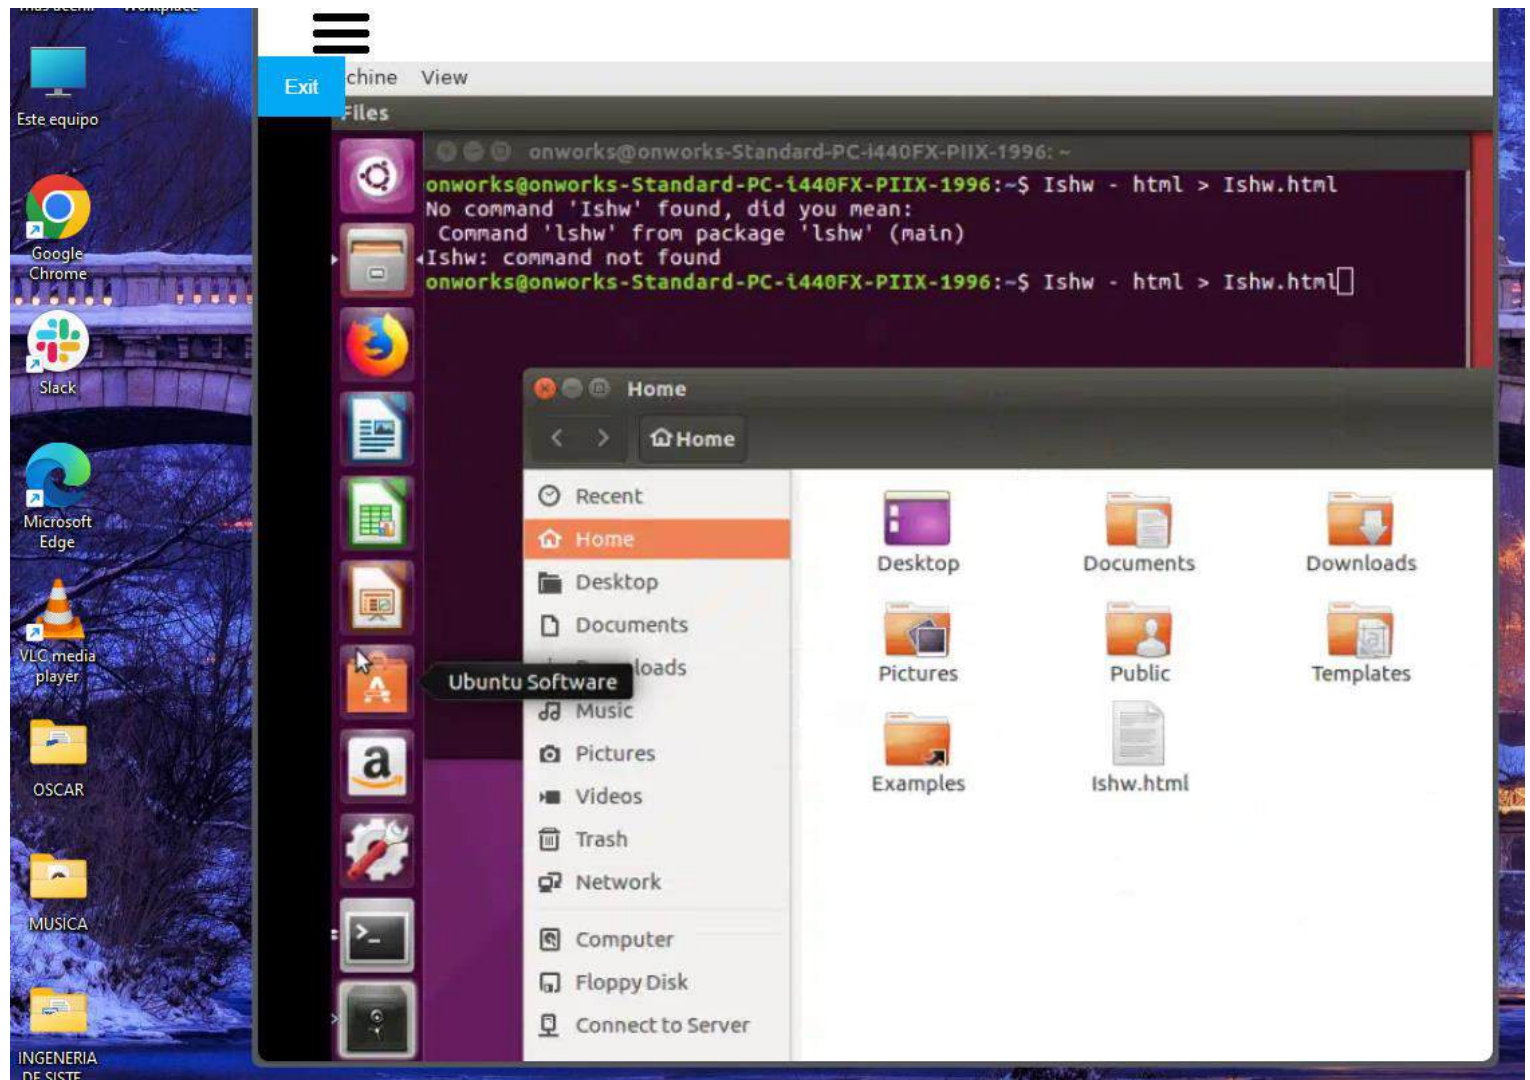 Workplace
Este equipo
Google
Chrome
Slack
Microsoft
Edge
VLC media
player
OSCAR
MUSICA
INGENERIA
DE SISTE...
Exit
chine View
Files
onworks@onworks-Standard-PC-i440FX-PIIX-1996: ~
onworks@onworks-Standard-PC-i440FX-PIIX-1996:~$ Ishw - html > Ishw.html
No command 'Ishw' found, did you mean:
Command 'lshw' from package 'lshw' (main)
Ishw: command not found
onworks@onworks-Standard-PC-i440FX-PIIX-1996:~$ Ishw - html > Ishw.html
Home
Home
Recent
Home
Desktop
Documents
loads
Ubuntu Software
Music
Pictures
Videos
Trash
Network
Computer
Floppy Disk
Connect to Server
Desktop Documents Downloads
Pictures Public Templates
Examples Ishw.html